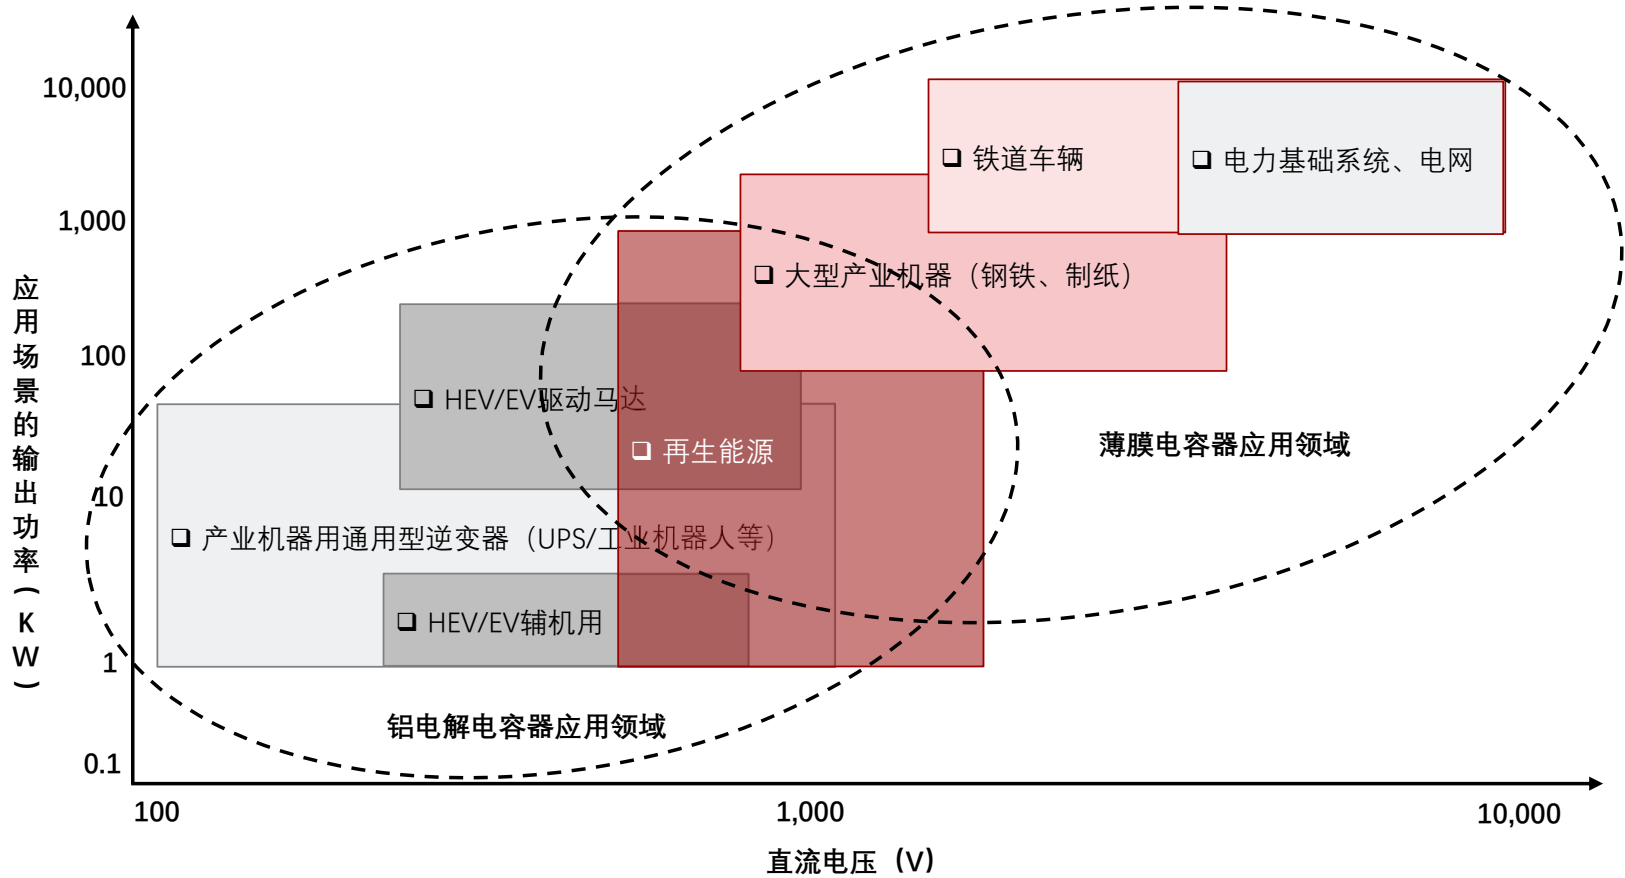 10,000
1,000
100
10
1
0.1
应用场景的输出功率(KW)
❑ 铁道车辆
❑ 电力基础系统、电网
❑ 大型产业机器（钢铁、制纸）
❑ HEV/EV驱动马达
❑ 再生能源
❑ 产业机器用通用型逆变器（UPS/工业机器人等）
❑ HEV/EV辅机用
薄膜电容器应用领域
铝电解电容器应用领域
100
1,000
10,000
直流电压（V）